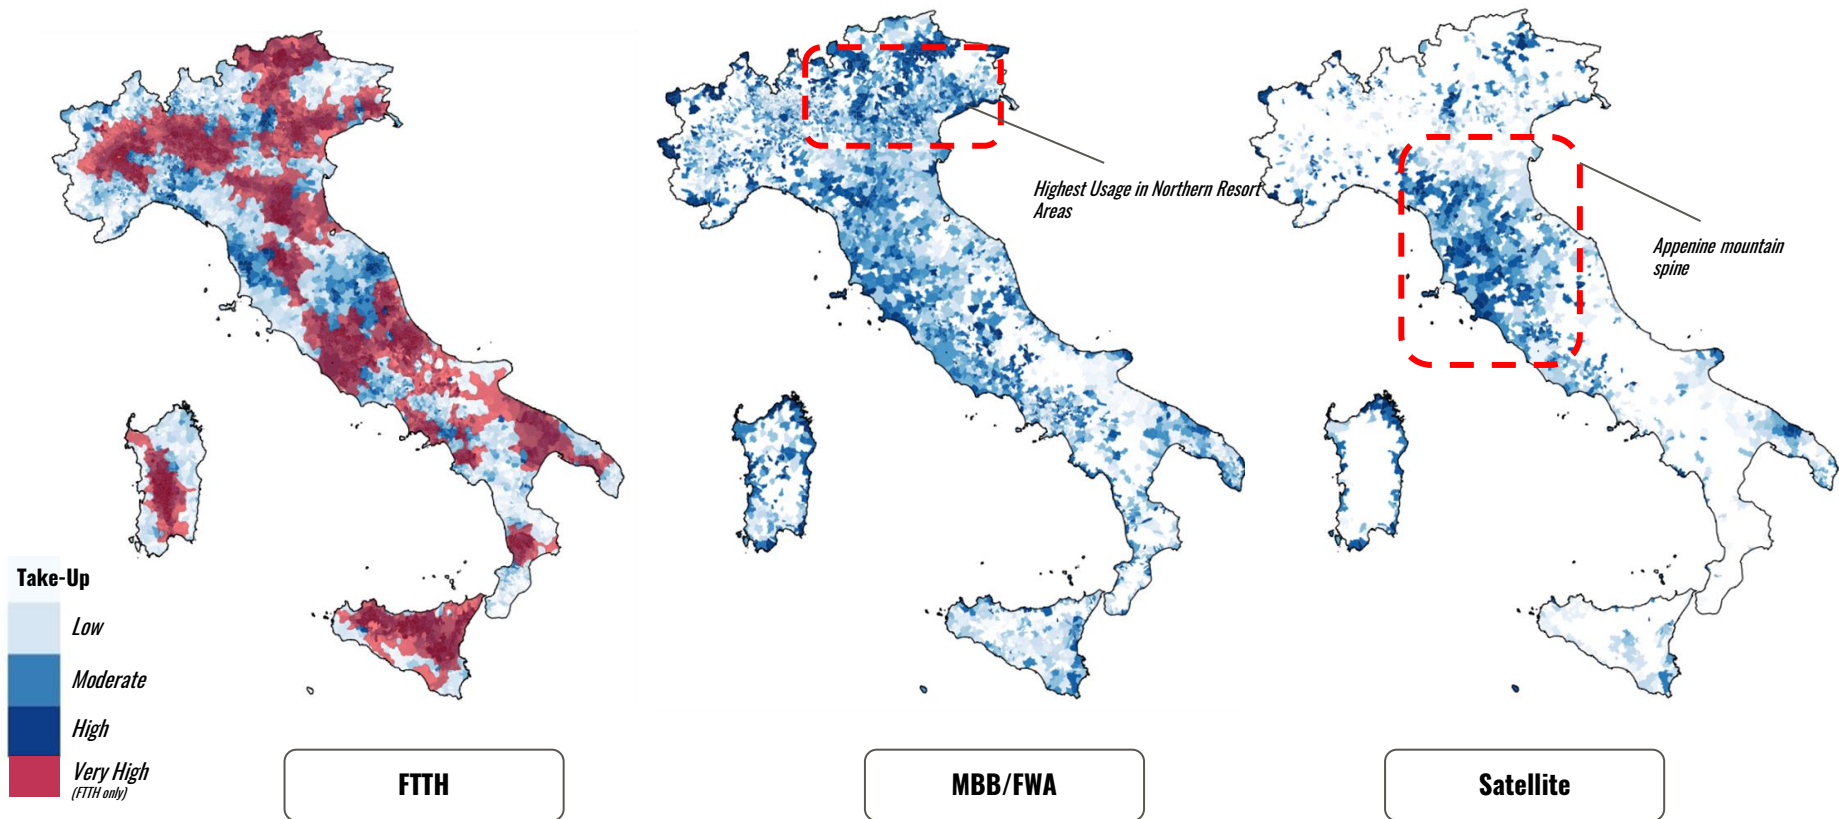 Highest Usage in Northern Resort
Areas
Appenine mountain
spine
Take-Up
Low
Moderate
High
Very High
(FTTH only)
FTTH
MBB/FWA
Satellite